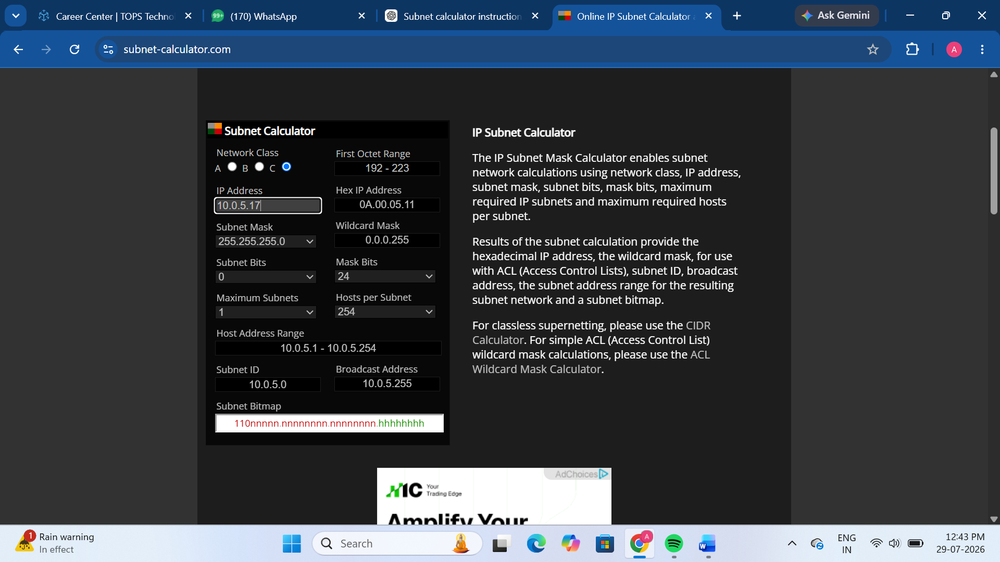 Career Center | TOPS Techno
(170) WhatsApp
Subnet calculator instruction
Online IP Subnet Calculator
Ask Gemini
subnet-calculator.com
A
Subnet Calculator
Network Class
A B C
First Octet Range
192 - 223
IP Address
10.0.5.17
Hex IP Address
0A.00.05.11
Subnet Mask
255.255.255.0
Wildcard Mask
0.0.0.255
Subnet Bits
0
Mask Bits
24
Maximum Subnets
1
Hosts per Subnet
254
Host Address Range
10.0.5.1 - 10.0.5.254
Subnet ID
10.0.5.0
Broadcast Address
10.0.5.255
Subnet Bitmap
110nnnnn.nnnnnnnn.nnnnnnnn.hhhhhhhh
IP Subnet Calculator
The IP Subnet Mask Calculator enables subnet
network calculations using network class, IP address,
subnet mask, subnet bits, mask bits, maximum
required IP subnets and maximum required hosts
per subnet.
Results of the subnet calculation provide the
hexadecimal IP address, the wildcard mask, for use
with ACL (Access Control Lists), subnet ID, broadcast
address, the subnet address range for the resulting
subnet network and a subnet bitmap.
For classless supernetting, please use the CIDR
Calculator. For simple ACL (Access Control List)
wildcard mask calculations, please use the ACL
Wildcard Mask Calculator.
AdChoices
Your
Trading Edge
Amplify Your
1
Rain warning
In effect
Search
A
W
ENG
IN
12:43 PM
29-07-2026